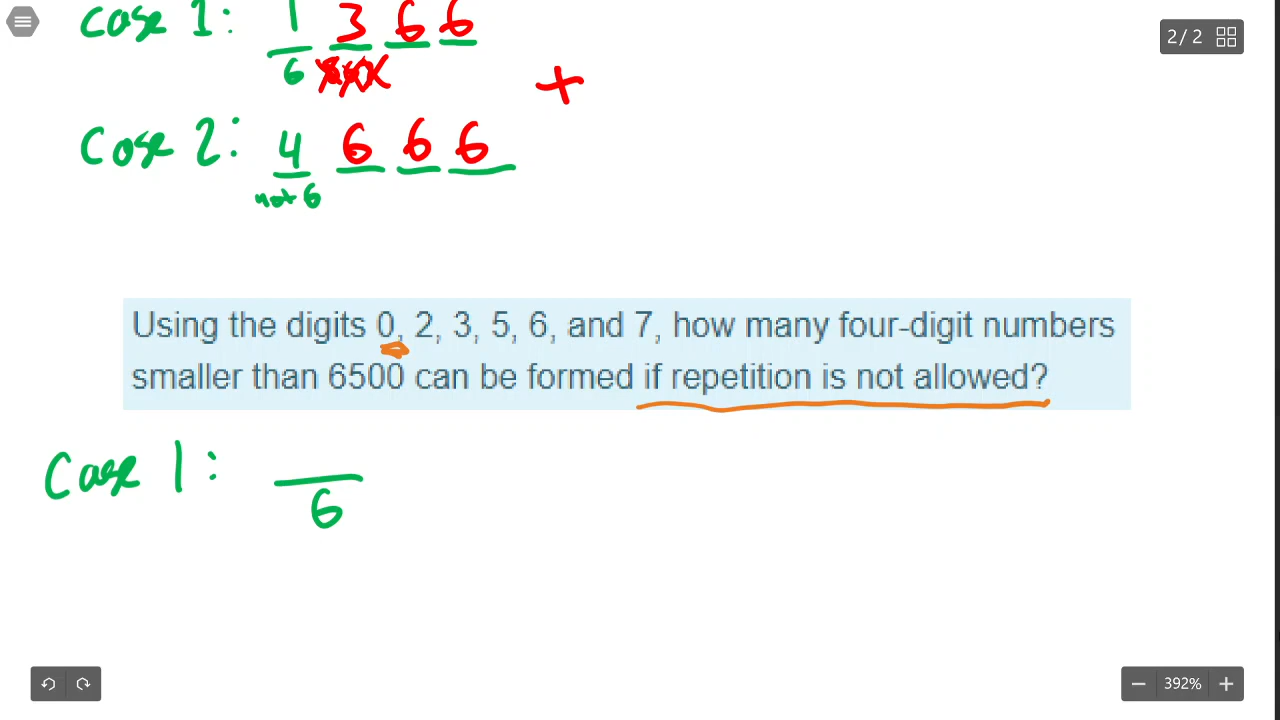 2/2
Case 1: 1 3 6 6
6
+
Case 2: 4 6 6 6
not 6
Using the digits 0, 2, 3, 5, 6, and 7, how many four-digit numbers
smaller than 6500 can be formed if repetition is not allowed?
Case 1:
6
392%